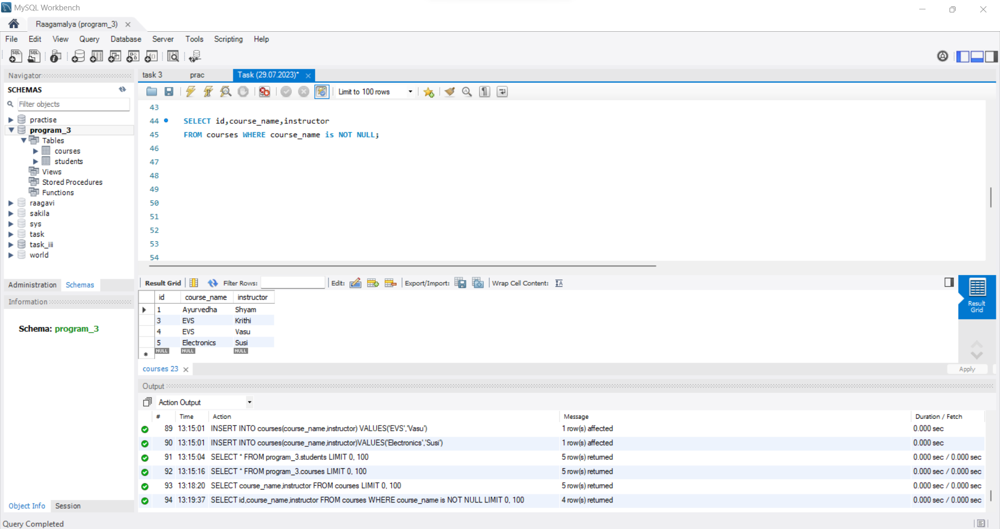 MySQL Workbench
Raagamalya (program_3)
File Edit View Query Database Server Tools Scripting Help
Navigator
task 3 prac Task (29.07.2023)*
SCHEMAS
Limit to 100 rows
Filter objects
practise
program_3
Tables
courses
students
Views
Stored Procedures
Functions
raagavi
sakila
sys
task
task_iii
world
43
44 SELECT id,course_name,instructor
45 FROM courses WHERE course_name is NOT NULL;
46
47
48
49
50
51
52
53
54
Administration Schemas
Information
Schema: program_3
Result Grid Filter Rows: Edit: Export/Import: Wrap Cell Content:
id course_name instructor
1 Ayurvedha Shyam
3 EVS Krithi
4 EVS Vasu
5 Electronics Susi
NULL NULL NULL
Result
Grid
courses 23
Apply
Output
Action Output
# Time Action Message Duration / Fetch
89 13:15:01 INSERT INTO courses(course_name,instructor) VALUES('EVS','Vasu') 1 row(s) affected 0.000 sec
90 13:15:01 INSERT INTO courses(course_name,instructor)VALUES('Electronics','Susi') 1 row(s) affected 0.000 sec
91 13:15:04 SELECT * FROM program_3.students LIMIT 0, 100 5 row(s) returned 0.000 sec / 0.000 sec
92 13:15:16 SELECT * FROM program_3.courses LIMIT 0, 100 5 row(s) returned 0.000 sec / 0.000 sec
93 13:18:20 SELECT course_name,instructor FROM courses LIMIT 0, 100 5 row(s) returned 0.000 sec / 0.000 sec
94 13:19:37 SELECT id,course_name,instructor FROM courses WHERE course_name is NOT NULL LIMIT 0, 100 4 row(s) returned 0.000 sec / 0.000 sec
Object Info Session
Query Completed